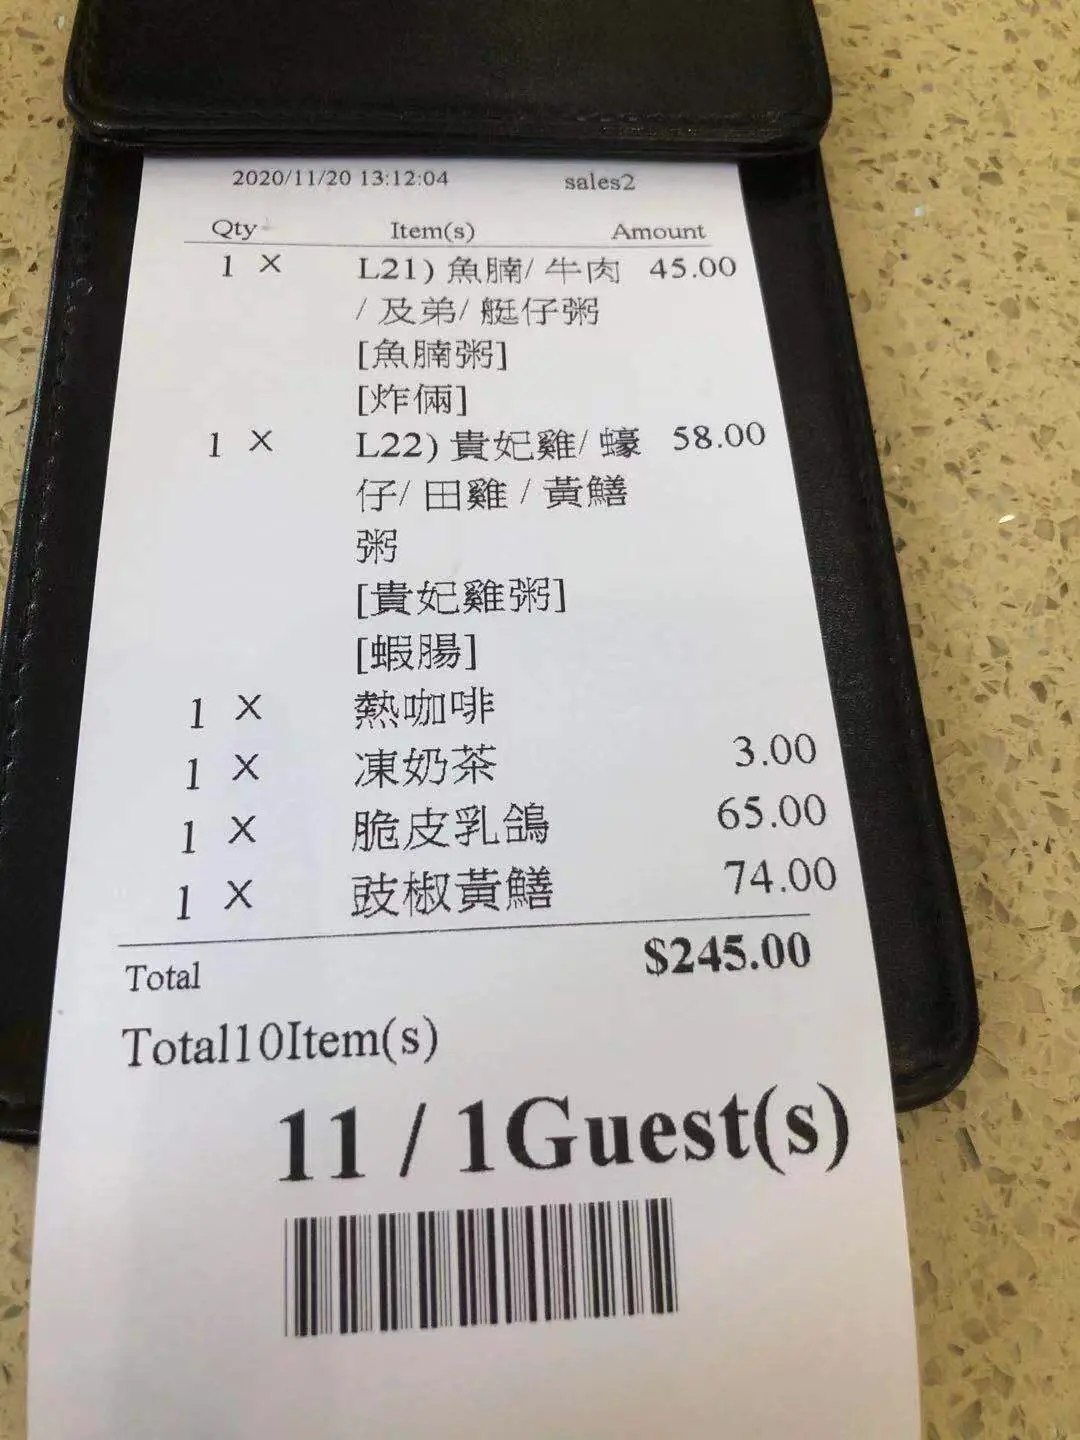 2020/11/20 13:12:04 sales2
Qty Item(s) Amount
1 X L21) 魚腩/ 牛肉 45.00
/ 及弟/ 艇仔粥
[魚腩粥]
[炸倆]
1 X L22) 貴妃雞/ 蠔 58.00
仔/ 田雞 / 黃鱔
粥
[貴妃雞粥]
[蝦腸]
1 X 熱咖啡
1 X 凍奶茶 3.00
1 X 脆皮乳鴿 65.00
1 X 豉椒黃鱔 74.00
Total $245.00
Total10Item(s)
11 / 1Guest(s)